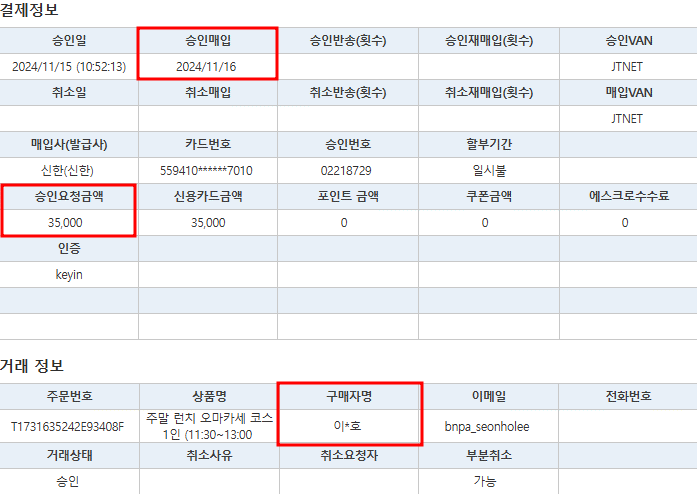 결제정보
승인일 승인매입 승인반송(횟수) 승인재매입(횟수) 승인VAN
2024/11/15 (10:52:13) 2024/11/16 JTNET
취소일 취소매입 취소반송(횟수) 취소재매입(횟수) 매입VAN
JTNET
매입사(발급사) 카드번호 승인번호 할부기간
신한(신한) 559410******7010 02218729 일시불
승인요청금액 신용카드금액 포인트 금액 쿠폰금액 에스크로수수료
35,000 35,000 0 0 0
인증
keyin
거래 정보
주문번호 상품명 구매자명 이메일 전화번호
T1731635242E93408F 주말 런치 오마카세 코스 이*호 bnpa_seonholee
1인 (11:30~13:00
거래상태 취소사유 취소요청자 부분취소
승인 가능